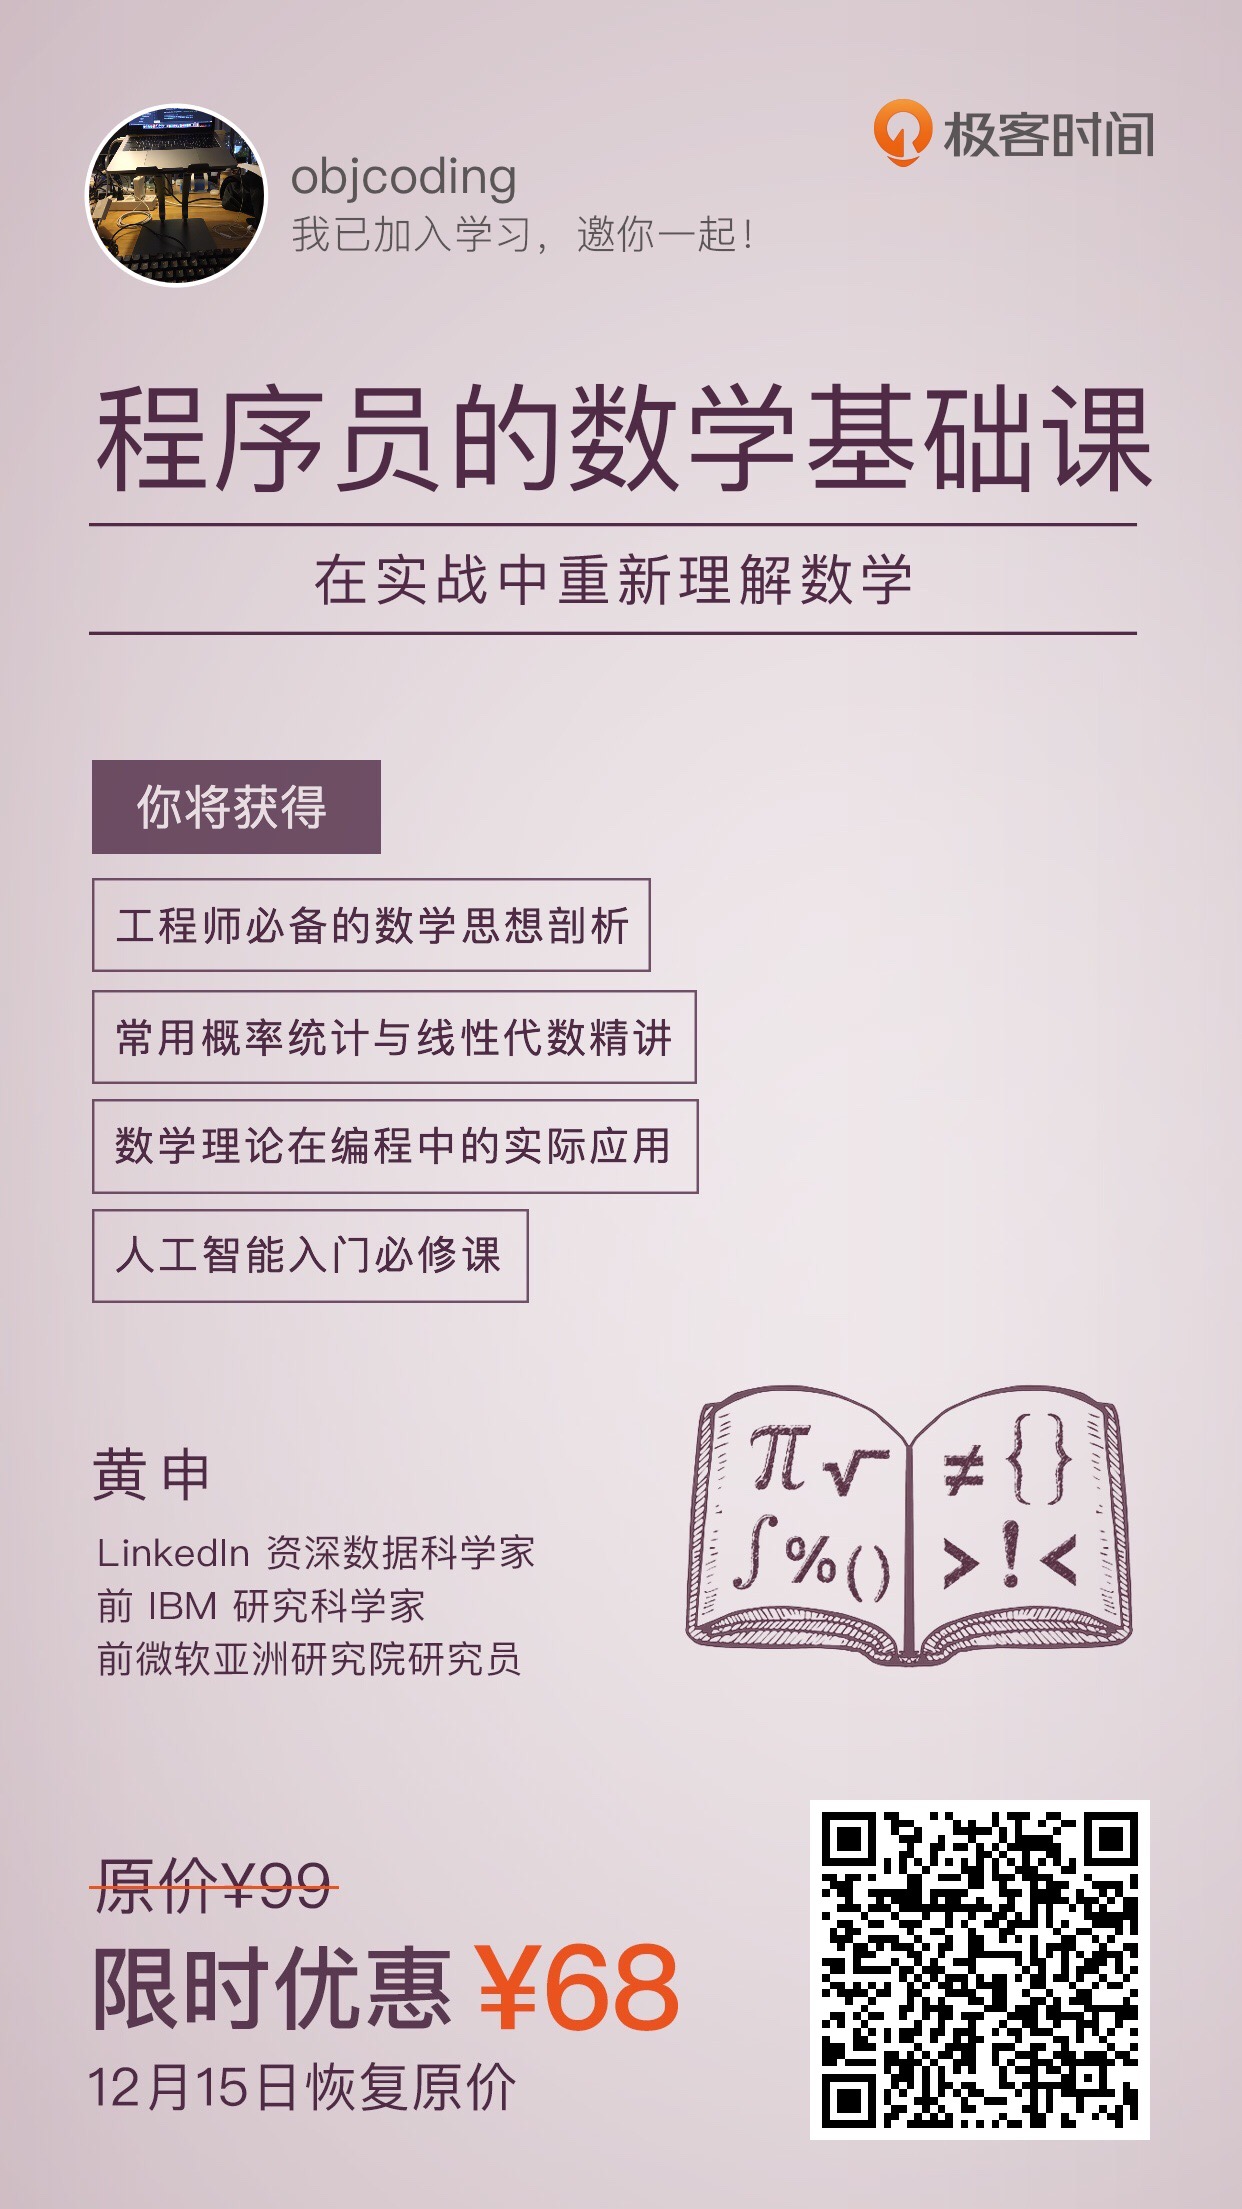 极客时间
objcoding
我已加入学习，邀你一起！
程序员的数学基础课
在实战中重新理解数学
你将获得
工程师必备的数学思想剖析
常用概率统计与线性代数精讲
数学理论在编程中的实际应用
人工智能入门必修课
黄申
LinkedIn 资深数据科学家
前 IBM 研究科学家
前微软亚洲研究院研究员
π √ ≠ { }
∫ % ( ) > ! <
原价¥99
限时优惠 ¥68
12月15日恢复原价